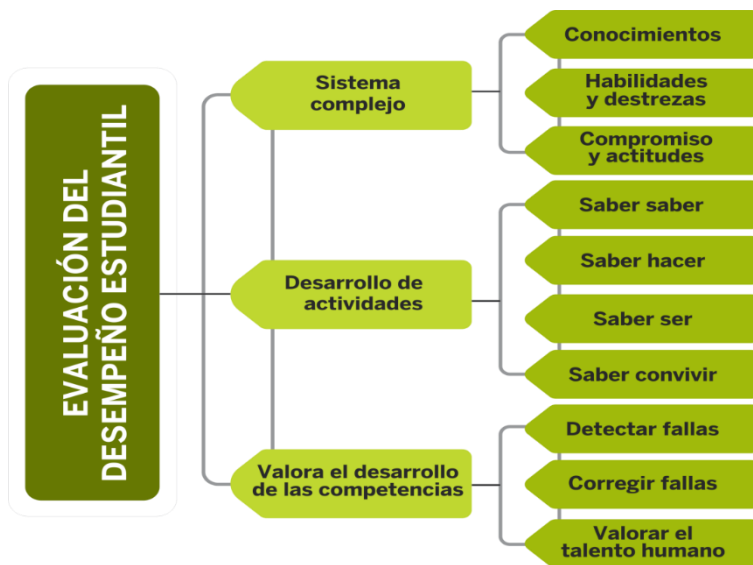 EVALUACIÓN DEL
DESEMPEÑO ESTUDIANTIL
Sistema
complejo
Conocimientos
Habilidades
y destrezas
Compromiso
y actitudes
Desarrollo de
actividades
Saber saber
Saber hacer
Saber ser
Saber convivir
Valora el desarrollo
de las competencias
Detectar fallas
Corregir fallas
Valorar el
talento humano